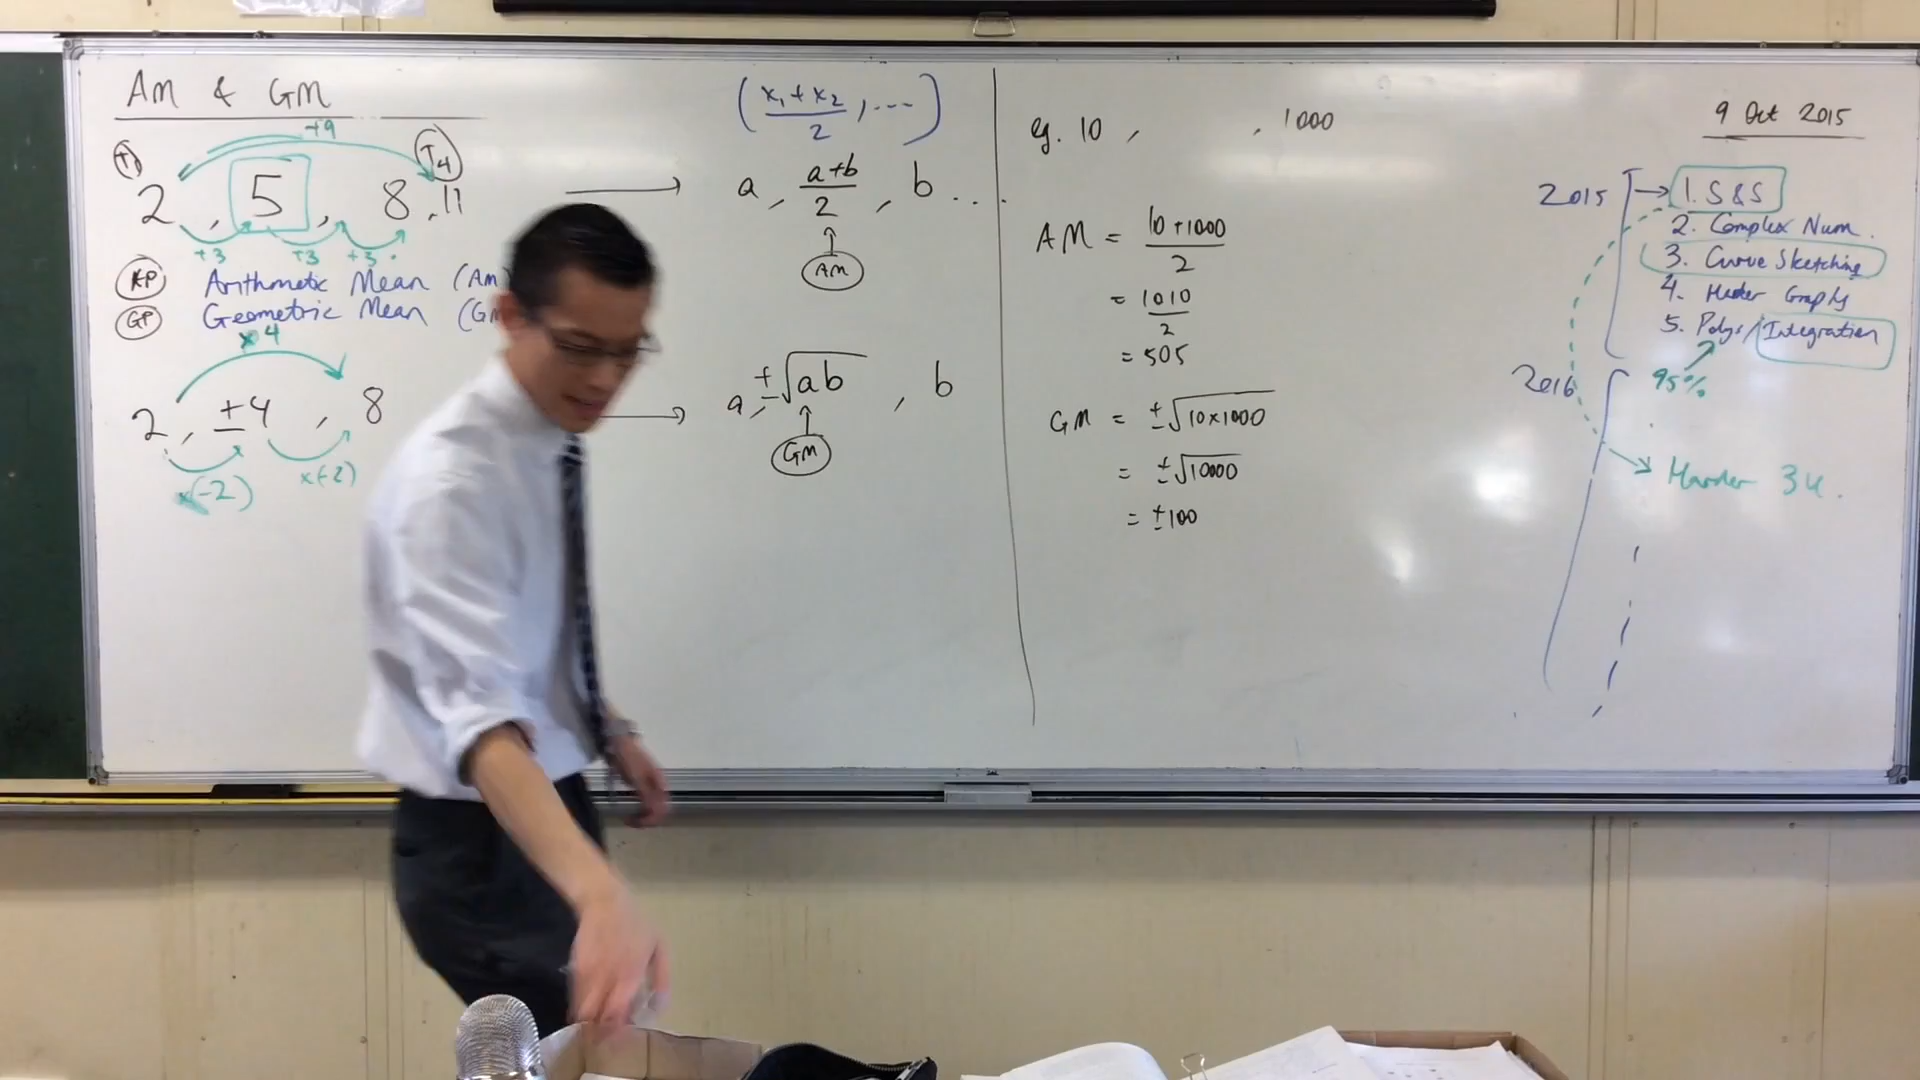 AM & GM
+9
T1 T4
2 , 5 , 8 , 11
+3 +3 +3
AP Arithmetic Mean (AM
GP Geometric Mean (GM
×4
2 , ±4 , 8
×(-2) ×(-2)
(x₁+x₂/2 , ....)
a , a+b/2 , b ...
AM
a , ±√ab , b
GM
eg. 10 , , 1000
AM = 10+1000/2
= 1010/2
= 505
GM = ±√10×1000
= ±√10000
= ±100
9 Oct 2015
2015 → 1. S&S
2. Complex Num.
3. Curve Sketching
4. Harder Graphs
5. Polys / Integration
95%
2016
Harder 3U.